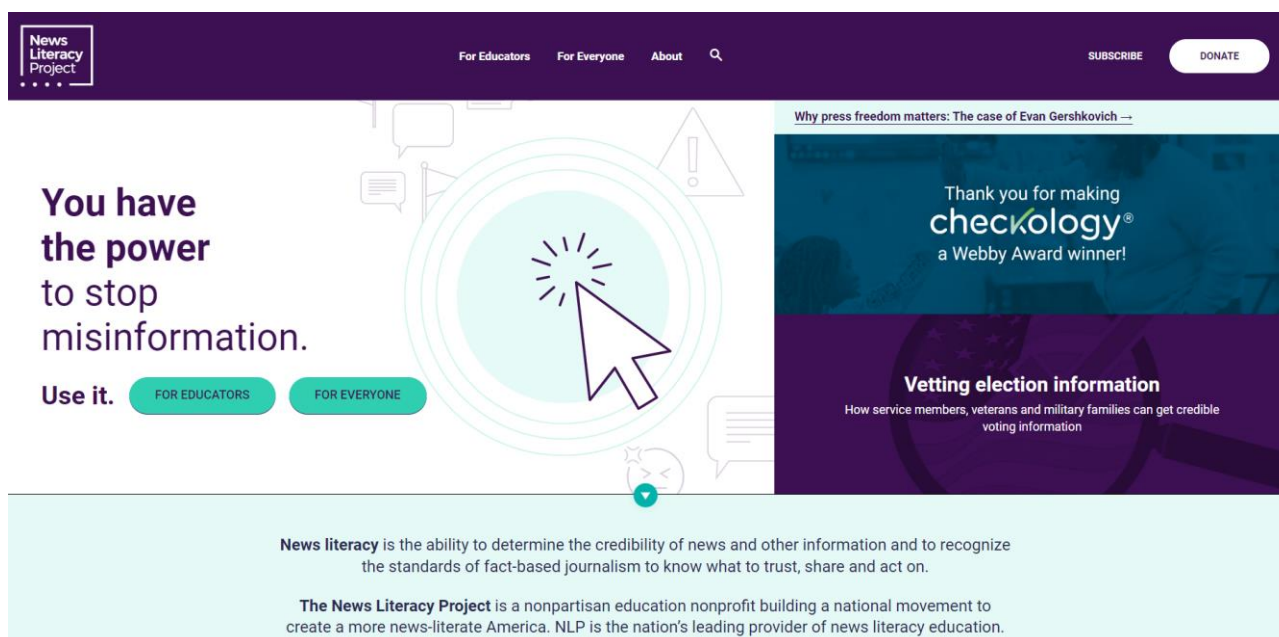 News
Literacy
Project
For Educators
For Everyone
About
SUBSCRIBE
DONATE
You have
the power
to stop
misinformation.
Use it.
FOR EDUCATORS
FOR EVERYONE
Why press freedom matters: The case of Evan Gershkovich →
Thank you for making
checkology®
a Webby Award winner!
Vetting election information
How service members, veterans and military families can get credible
voting information
News literacy is the ability to determine the credibility of news and other information and to recognize
the standards of fact-based journalism to know what to trust, share and act on.
The News Literacy Project is a nonpartisan education nonprofit building a national movement to
create a more news-literate America. NLP is the nation's leading provider of news literacy education.